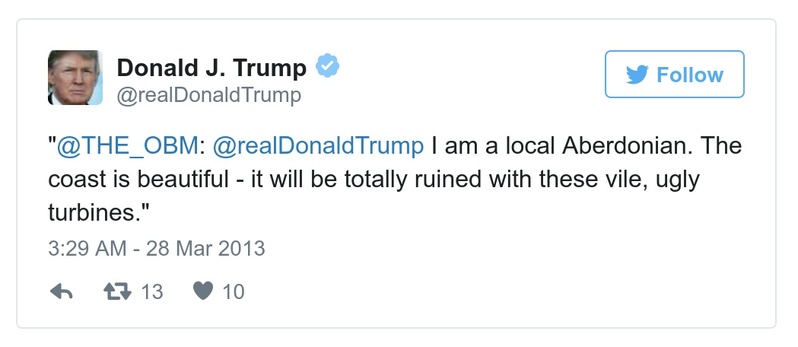 Donald J. Trump
@realDonaldTrump
Follow
"@THE_OBM: @realDonaldTrump I am a local Aberdonian. The
coast is beautiful - it will be totally ruined with these vile, ugly
turbines."
3:29 AM - 28 Mar 2013
13 10